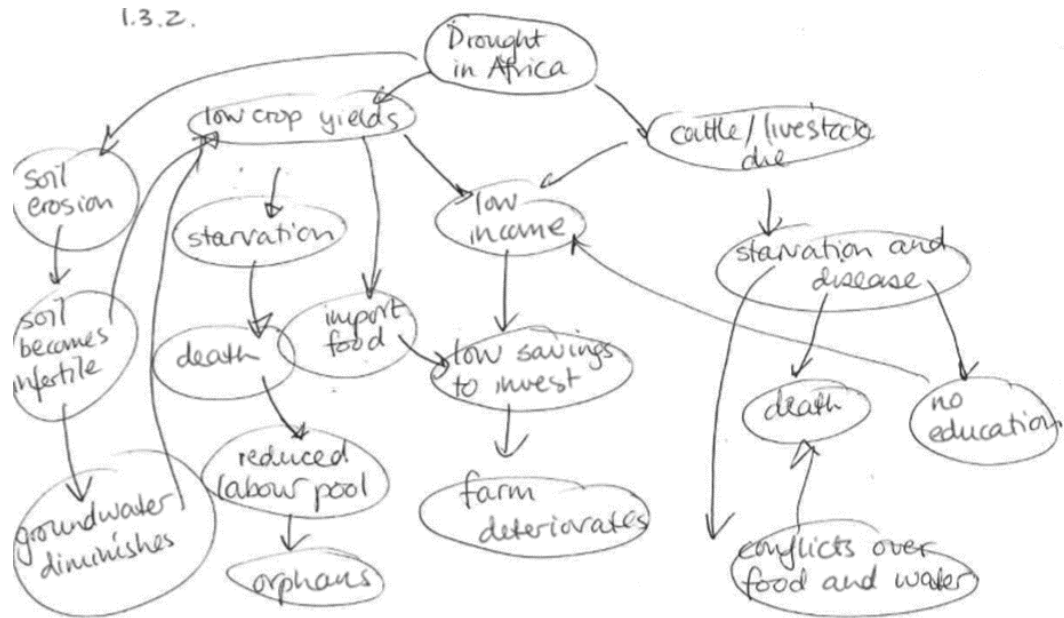 1.3.2.
Drought
in Africa
low crop yields
cattle/livestock
die
soil
erosion
starvation
low
income
starvation and
disease
soil
becomes
infertile
death
import
food
low savings
to invest
death
no
education
reduced
labour pool
farm
deteriorates
groundwater
diminishes
orphans
conflicts over
food and water